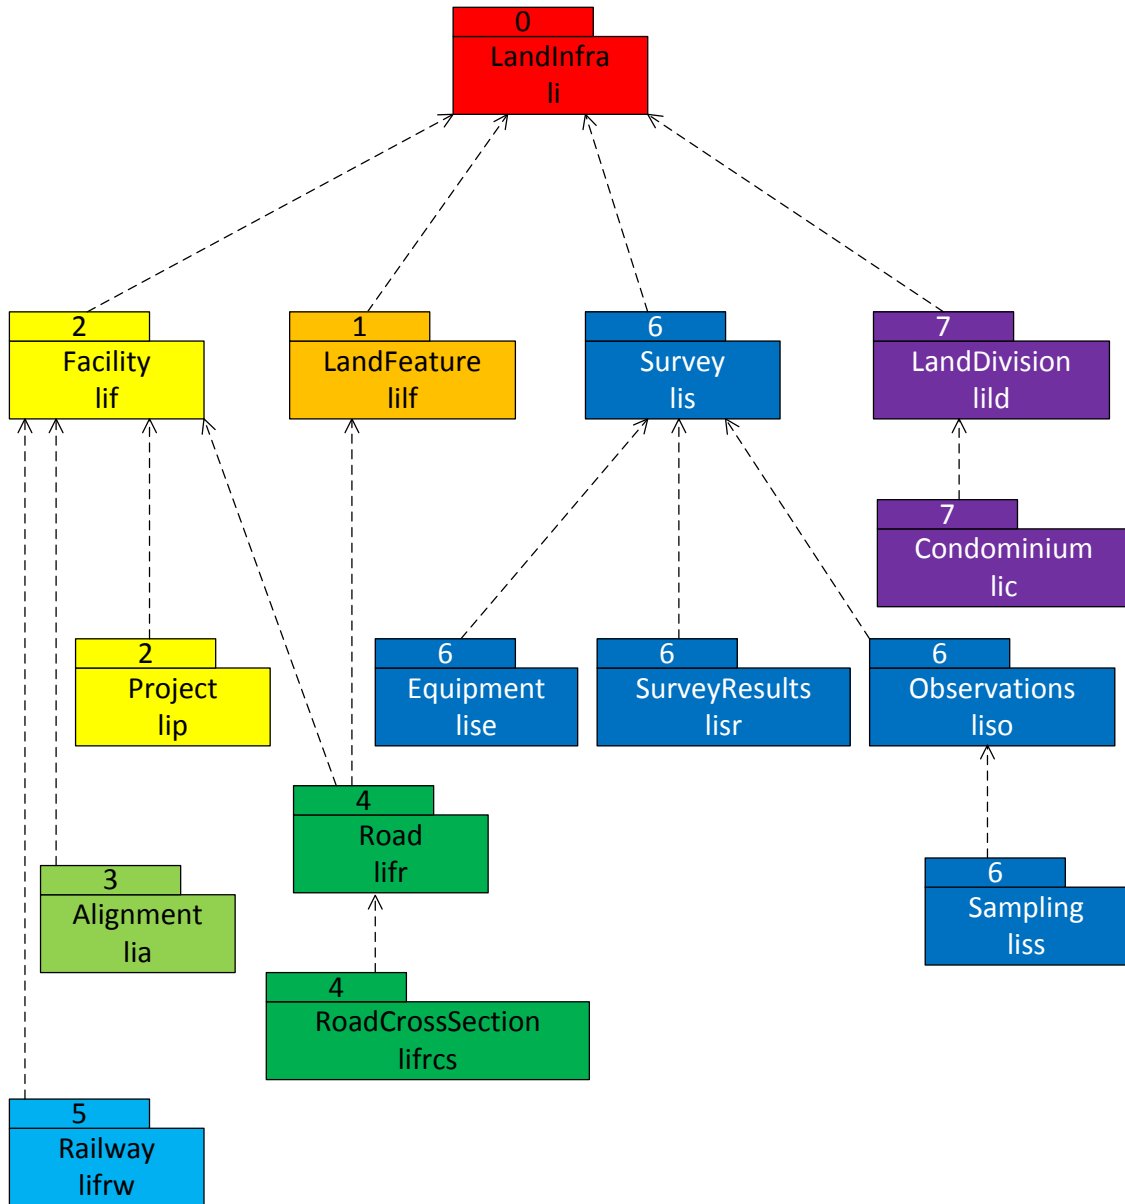 0
LandInfra
li
2
Facility
lif
1
LandFeature
lilf
6
Survey
lis
7
LandDivision
lild
7
Condominium
lic
2
Project
lip
6
Equipment
lise
6
SurveyResults
lisr
6
Observations
liso
4
Road
lifr
3
Alignment
lia
6
Sampling
liss
4
RoadCrossSection
lifrcs
5
Railway
lifrw